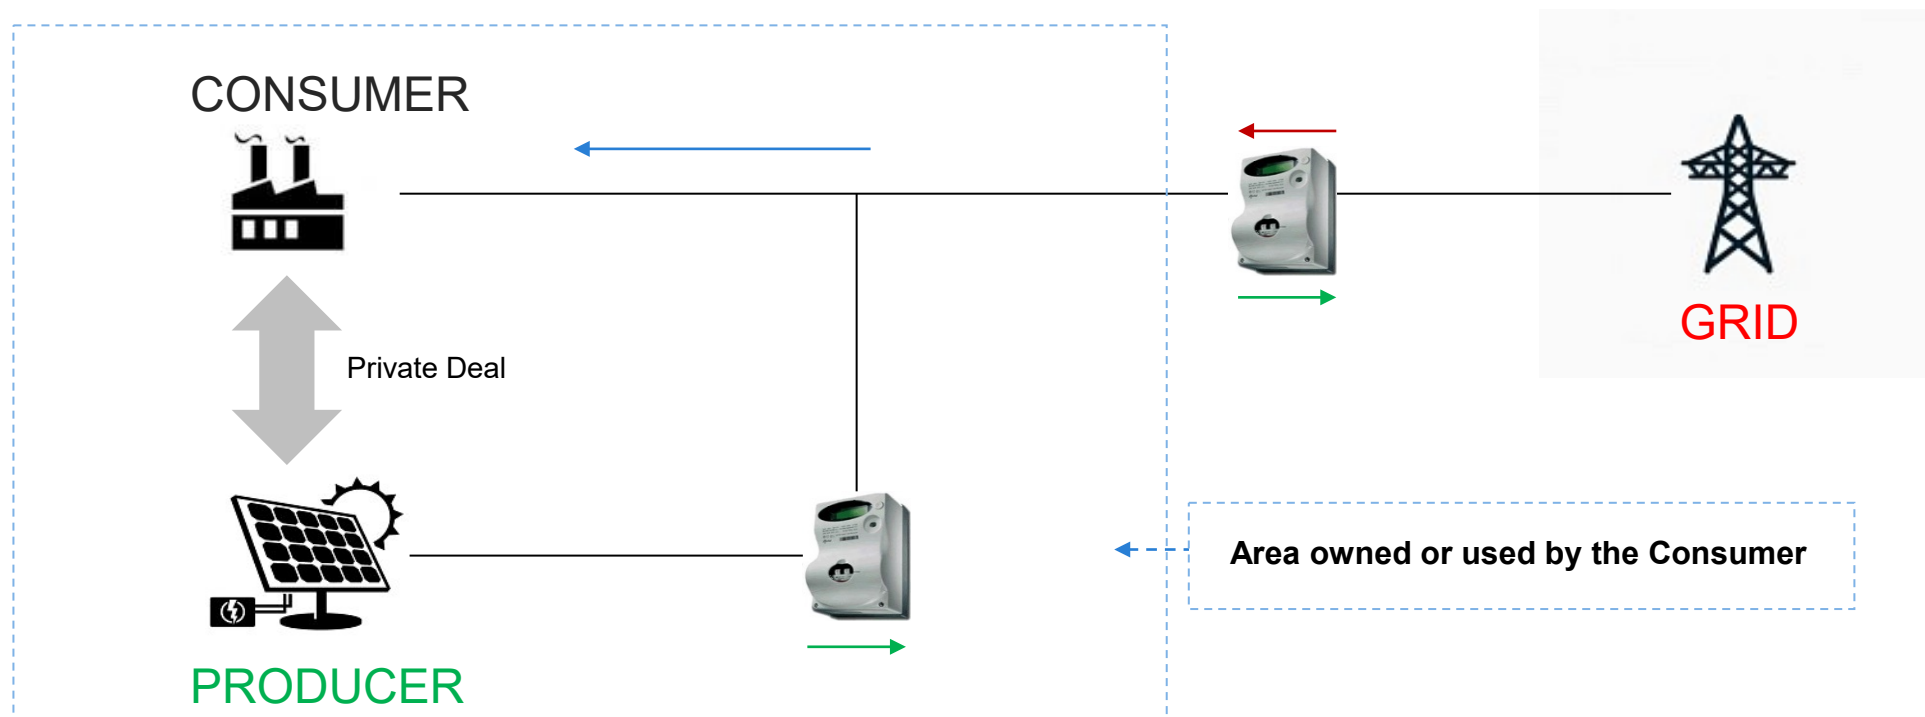 CONSUMER
GRID
Private Deal
Area owned or used by the Consumer
PRODUCER